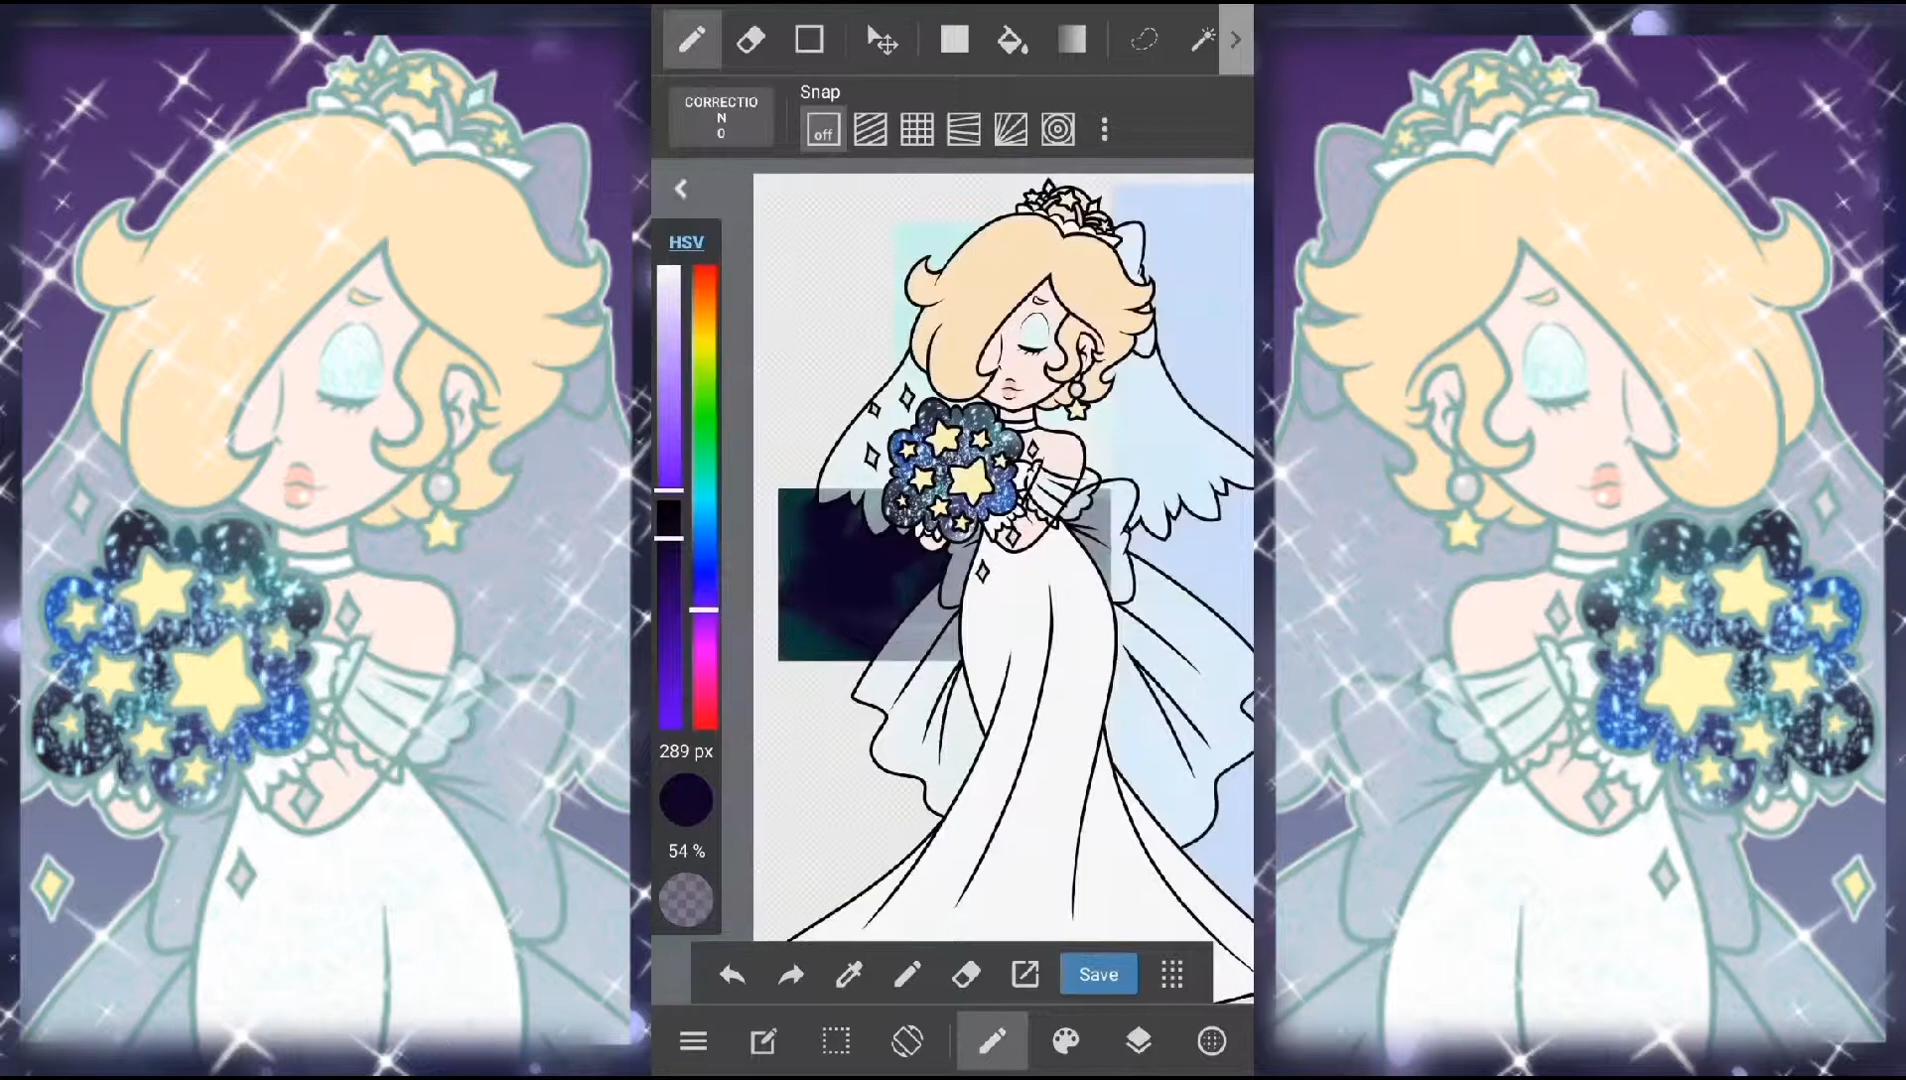 CORRECTIO
N
0
Snap
off
HSV
289 px
54 %
Save